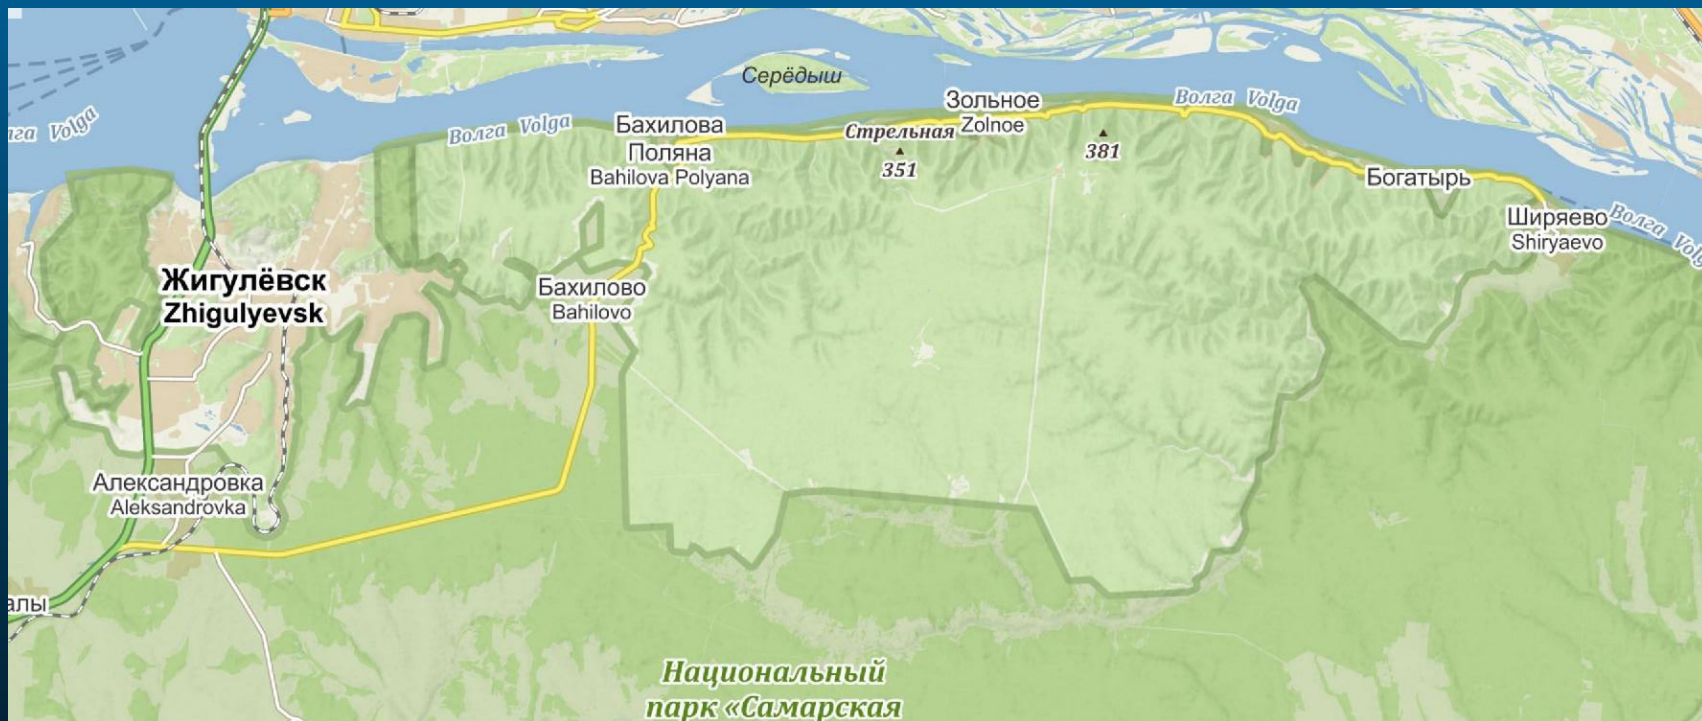 Серёдыш
Волга Volga
Зольное
Zolnoe
Volga
Волга Volga
Бахилова
Поляна
Bahilova Polyana
Стрельная
351
381
Богатырь
Ширяево
Shiryaevo
Волга
Жигулёвск
Zhigulyevsk
Бахилово
Bahilovo
Александровка
Aleksandrovka
алы
Национальный
парк «Самарская